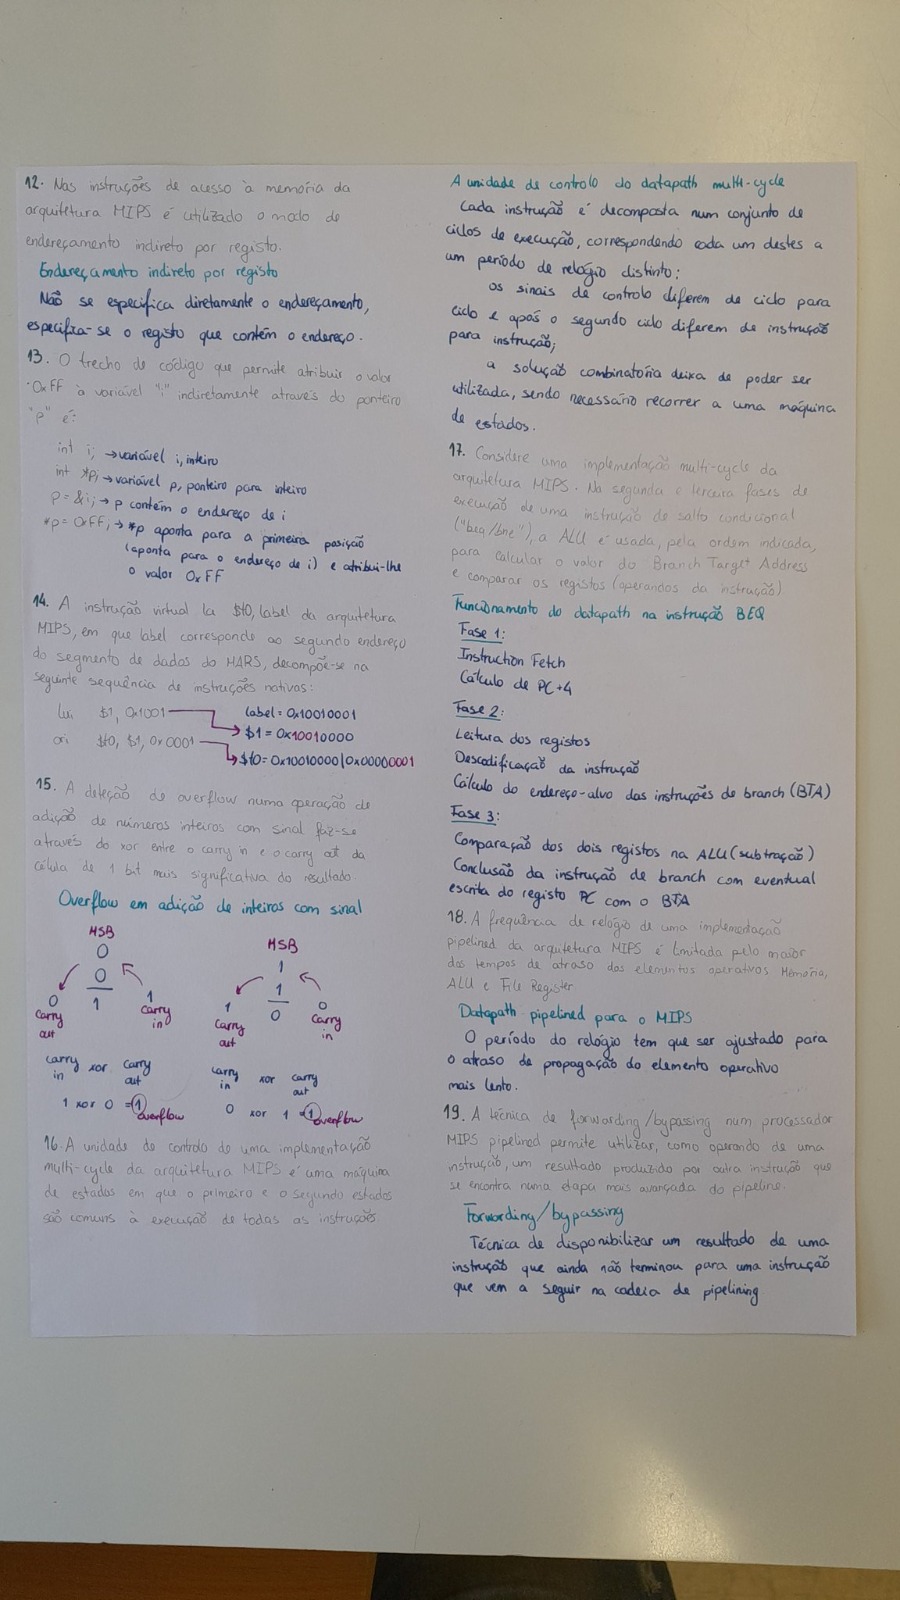 12. Nas instruções de acesso à memória da
arquitetura MIPS é utilizado o modo de
endereçamento indireto por registo.
Endereçamento indireto por registo
Não se especifica diretamente o endereçamento,
especifica-se o registo que contém o endereço.
13. O trecho de código que permite atribuir o valor
0xFF à variável "i" indiretamente através do ponteiro
"p" é:
int i; → variável i, inteiro
int *p; → variável p, ponteiro para inteiro
p = &i; → p contém o endereço de i
*p = 0xFF; → *p aponta para a primeira posição
(aponta para o endereço de i) e atribui-lhe
o valor 0xFF
14. A instrução virtual la $t0, label da arquitetura
MIPS, em que label corresponde ao segundo endereço
do segmento de dados do MARS, decompõe-se na
seguinte sequência de instruções nativas:
lui $1, 0x1001 label = 0x10010001
$1 = 0x10010000
ori $t0, $1, 0x0001
$t0 = 0x10010000|0x00000001
15. A deteção de overflow numa operação de
adição de números inteiros com sinal faz-se
através do xor entre o carry in e o carry out da
célula de 1 bit mais significativa do resultado.
Overflow em adição de inteiros com sinal
MSB
0
0
0 1 1
carry out carry in
MSB
1
1
1 0 0
carry out carry in
carry in xor carry out
1 xor 0 = 1 overflow
carry in xor carry out
0 xor 1 = 1 overflow
16. A unidade de controlo de uma implementação
multi-cycle da arquitetura MIPS é uma máquina
de estados em que o primeiro e o segundo estados
são comuns à execução de todas as instruções
A unidade de controlo do datapath multi-cycle
Cada instrução é decomposta num conjunto de
ciclos de execução, correspondendo cada um destes a
um período de relógio distinto:
os sinais de controlo diferem de ciclo para
ciclo e após o segundo ciclo diferem de instrução
para instrução;
a solução combinatória deixa de poder ser
utilizada, sendo necessário recorrer a uma máquina
de estados.
17. Considere uma implementação multi-cycle da
arquitetura MIPS. Na segunda e terceira fases de
execução de uma instrução de salto condicional
("beq/bne"), a ALU é usada, pela ordem indicada,
para calcular o valor do Branch Target Address
e comparar os registos (operandos da instrução)
Funcionamento do datapath na instrução BEQ
Fase 1:
Instruction Fetch
Cálculo de PC+4
Fase 2:
Leitura dos registos
Descodificação da instrução
Cálculo do endereço-alvo das instruções de branch (BTA)
Fase 3:
Comparação dos dois registos na ALU (subtração)
Conclusão da instrução de branch com eventual
escrita do registo PC com o BTA
18. A frequência de relógio de uma implementação
pipelined da arquitetura MIPS é limitada pelo maior
dos tempos de atraso dos elementos operativos Memória,
ALU e File Register
Datapath pipelined para o MIPS
O período do relógio tem que ser ajustado para
o atraso de propagação do elemento operativo
mais lento.
19. A técnica de forwarding/bypassing num processador
MIPS pipelined permite utilizar, como operando de uma
instrução, um resultado produzido por outra instrução que
se encontra numa etapa mais avançada do pipeline.
Forwarding/bypassing
Técnica de disponibilizar um resultado de uma
instrução que ainda não terminou para uma instrução
que vem a seguir na cadeia de pipelining